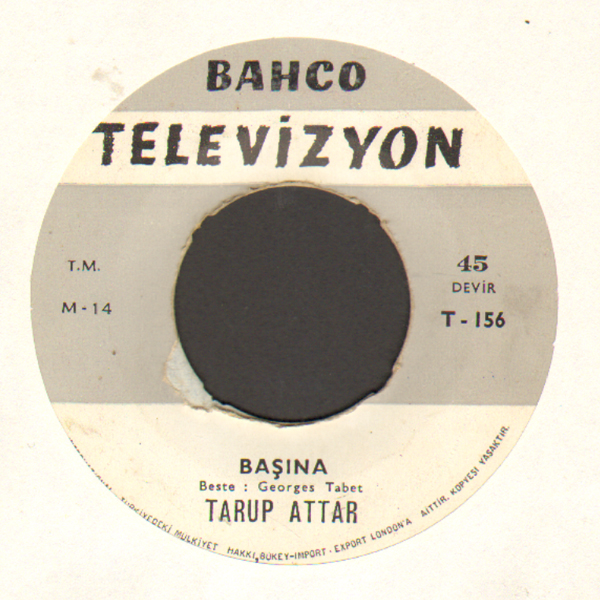 BAHCO
TELEVİZYON
T.M.
M-14
45
DEVİR
T-156
BAŞINA
Beste : Georges Tabet
TARUP ATTAR
MÜLKİYET HAKKI BÜKEY-IMPORT - EXPORT LONDON'A AİTTİR. KOPYESİ YASAKTIR.